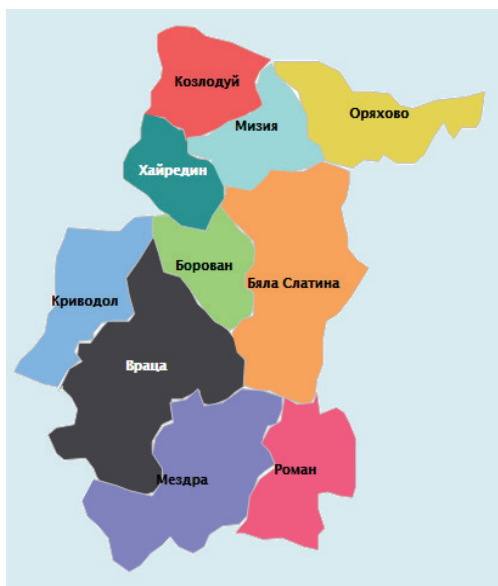 Козлодуй
Оряхово
Мизия
Хайредин
Борован
Бяла Слатина
Криводол
Враца
Роман
Мездра